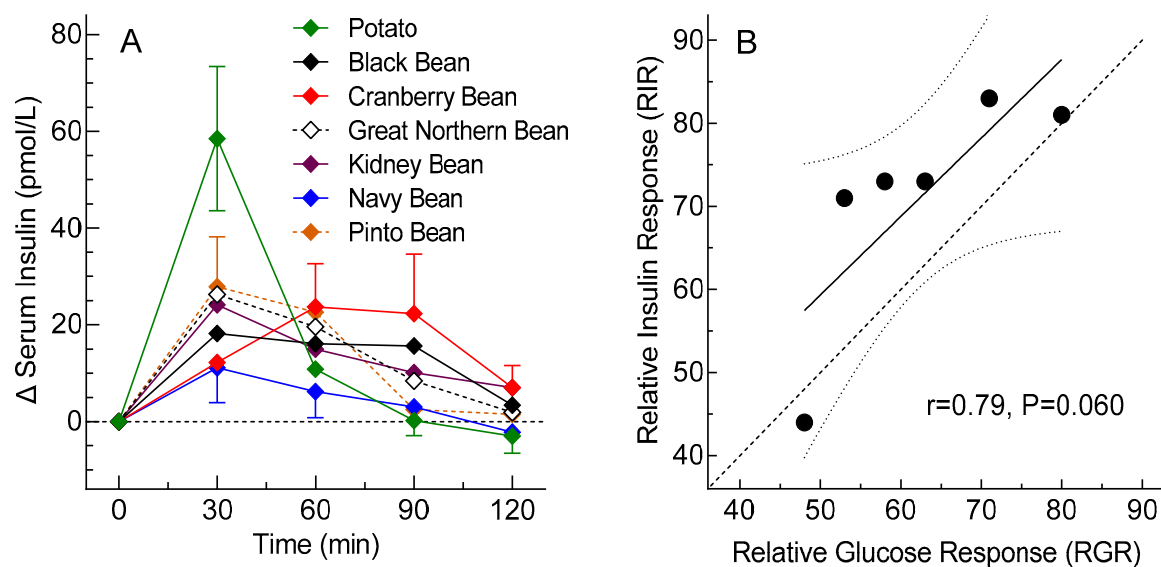 A
Potato
Black Bean
Cranberry Bean
Great Northern Bean
Kidney Bean
Navy Bean
Pinto Bean
80
60
40
20
0
Δ Serum Insulin (pmol/L)
0 30 60 90 120
Time (min)
B
90
80
70
60
50
40
Relative Insulin Response (RIR)
r=0.79, P=0.060
40 50 60 70 80 90
Relative Glucose Response (RGR)